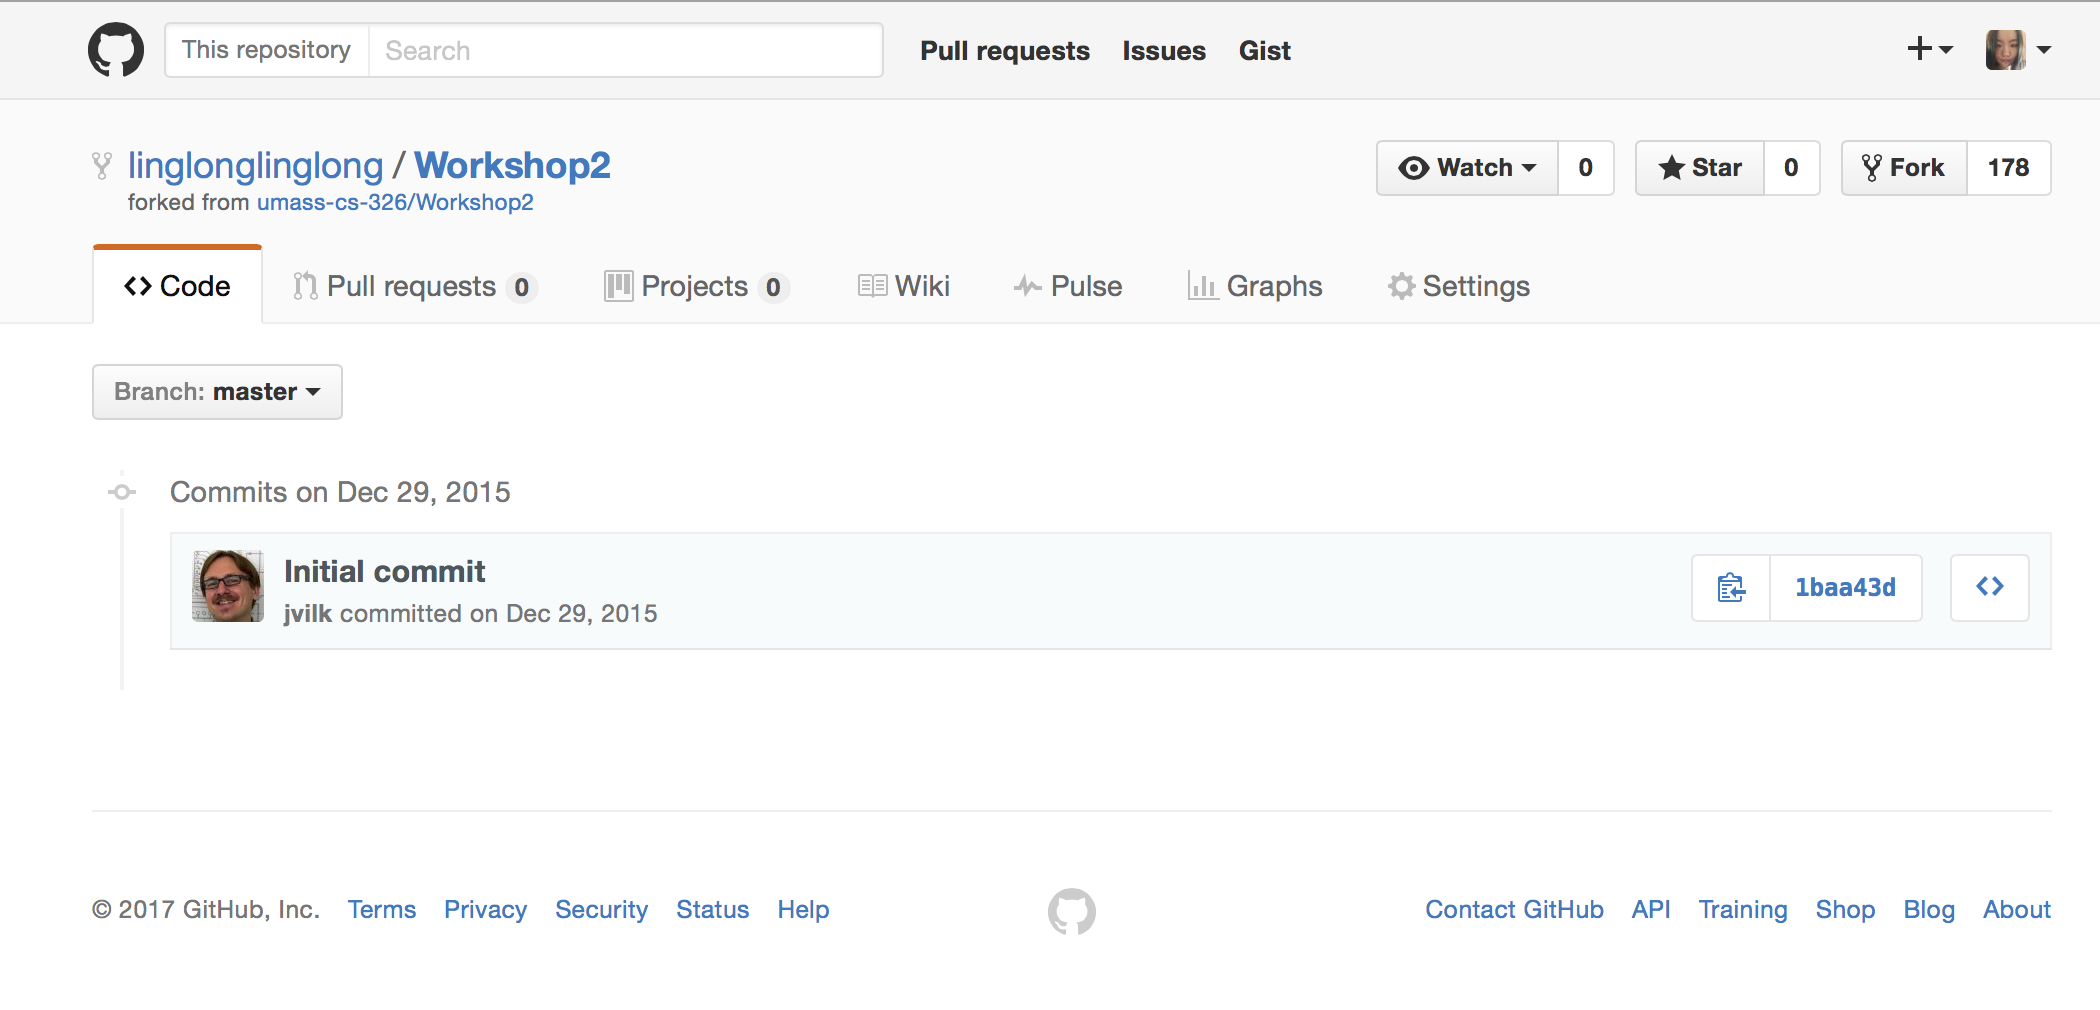 This repository Search Pull requests Issues Gist
linglonglinglong / Workshop2 Watch 0 Star 0 Fork 178
forked from umass-cs-326/Workshop2
Code Pull requests 0 Projects 0 Wiki Pulse Graphs Settings
Branch: master
Commits on Dec 29, 2015
Initial commit
jvilk committed on Dec 29, 2015
1baa43d
© 2017 GitHub, Inc. Terms Privacy Security Status Help Contact GitHub API Training Shop Blog About